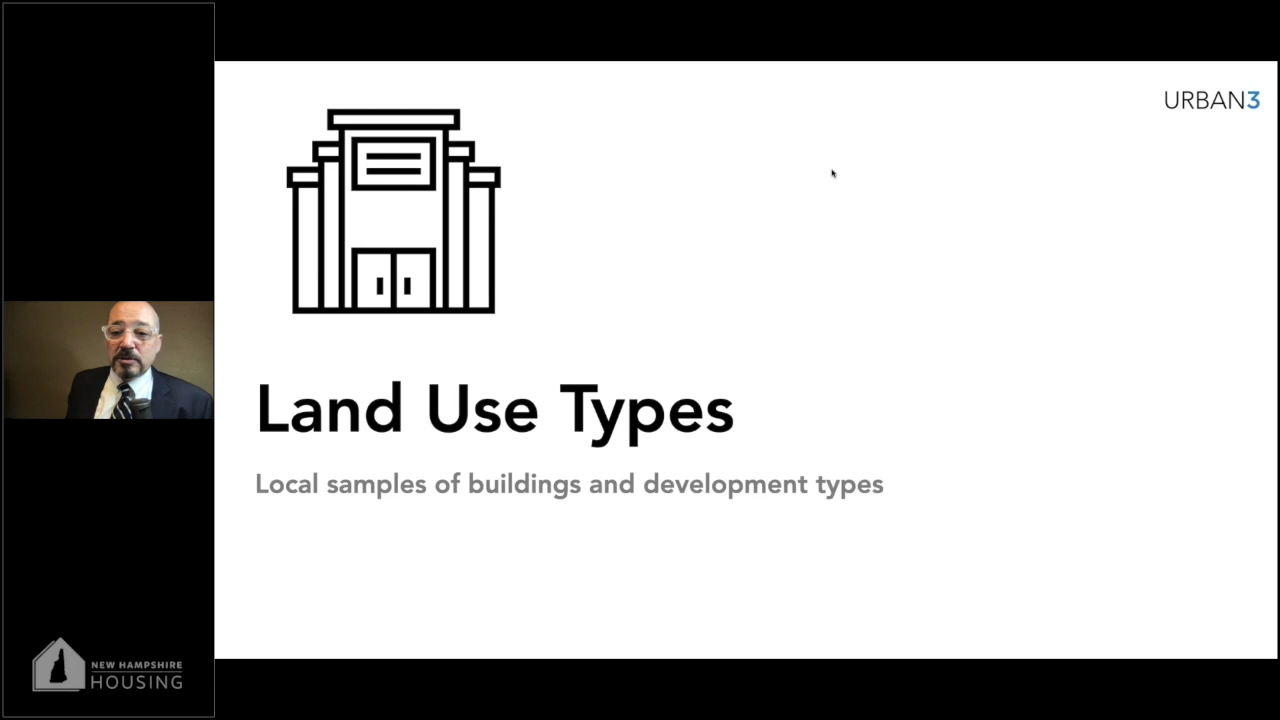 URBAN3
Land Use Types
Local samples of buildings and development types
NEW HAMPSHIRE
HOUSING